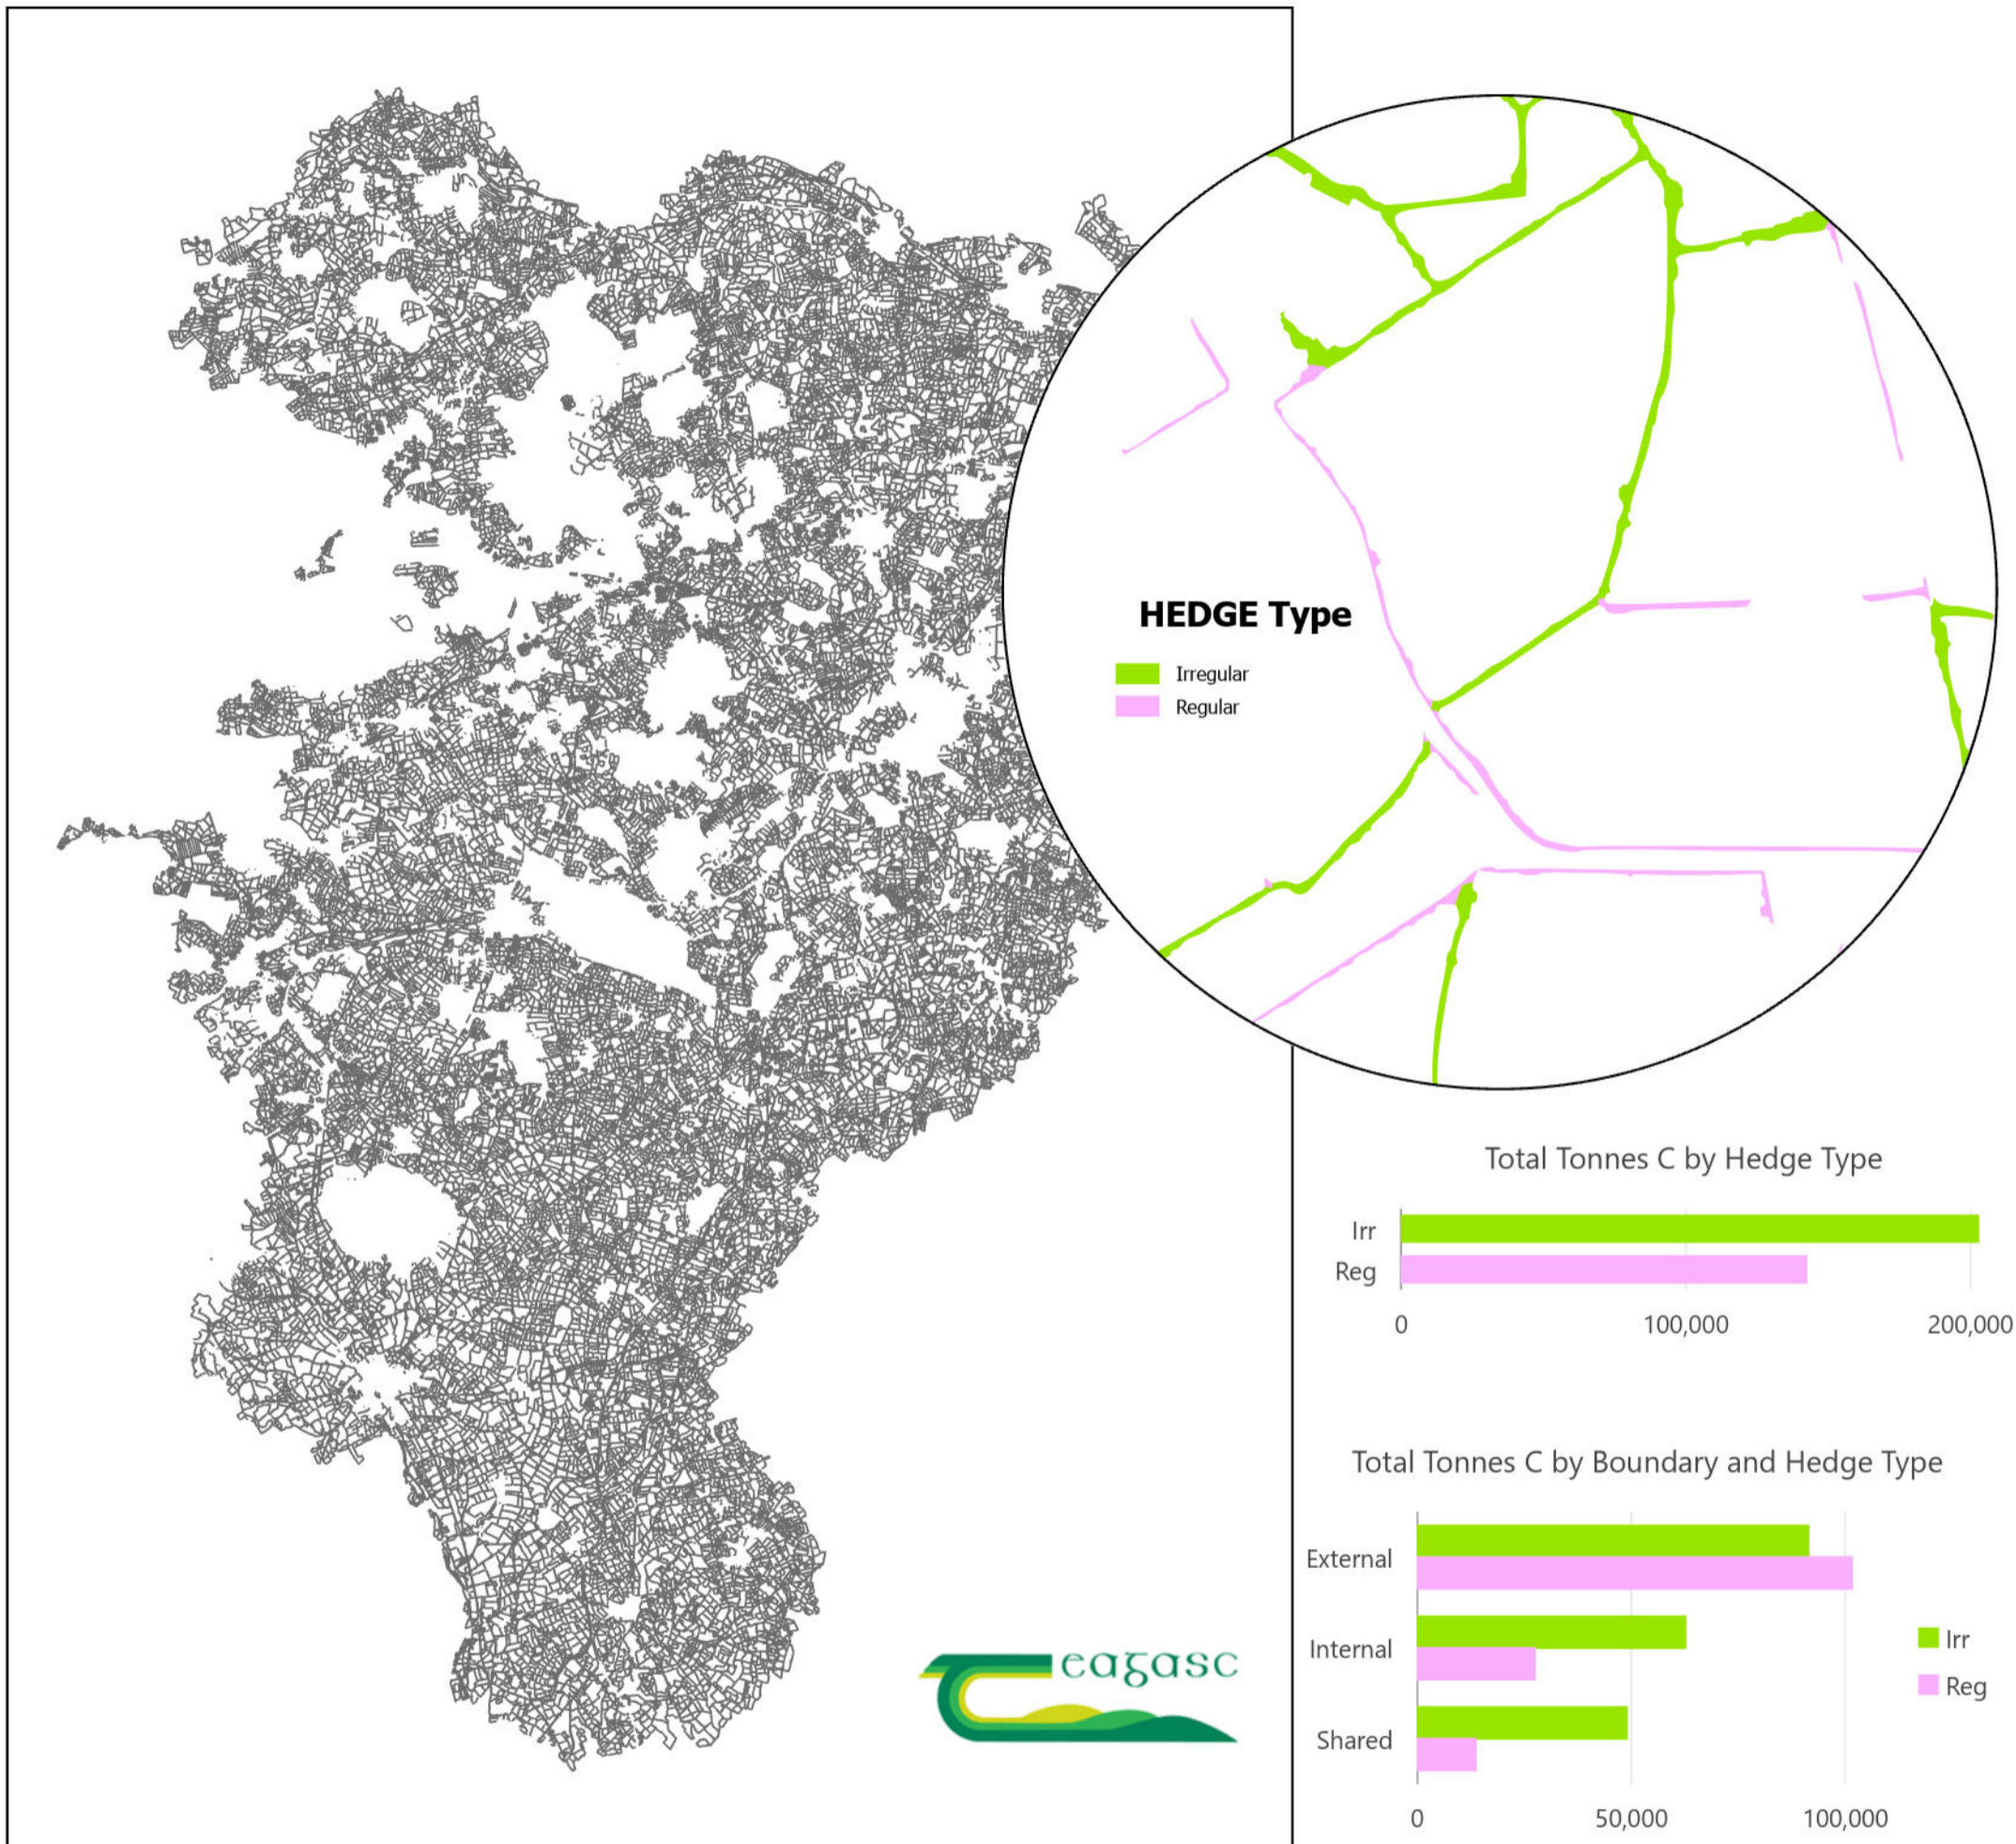 HEDGE Type
Irregular
Regular
Total Tonnes C by Hedge Type
Irr
Reg
0 100,000 200,000
Total Tonnes C by Boundary and Hedge Type
External
Internal
Shared
Irr
Reg
0 50,000 100,000
eagasc